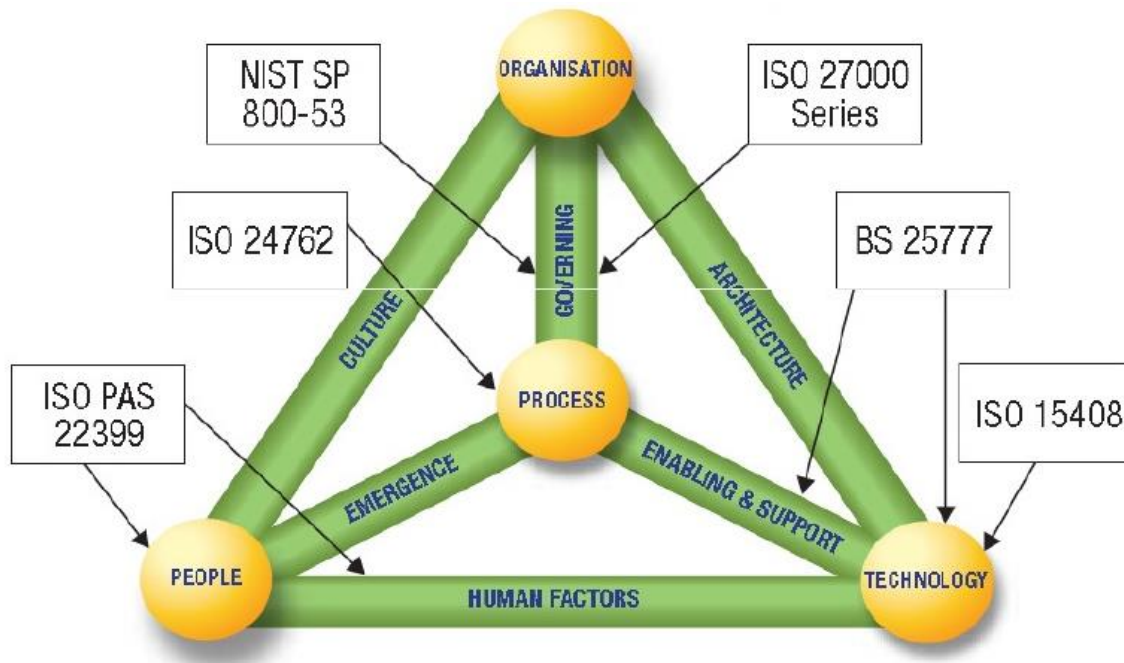 ORGANISATION
NIST SP
800-53
ISO 27000
Series
ISO 24762
GOVERNING
BS 25777
CULTURE
ARCHITECTURE
ISO PAS
22399
PROCESS
ISO 15408
EMERGENCE
ENABLING & SUPPORT
PEOPLE
TECHNOLOGY
HUMAN FACTORS